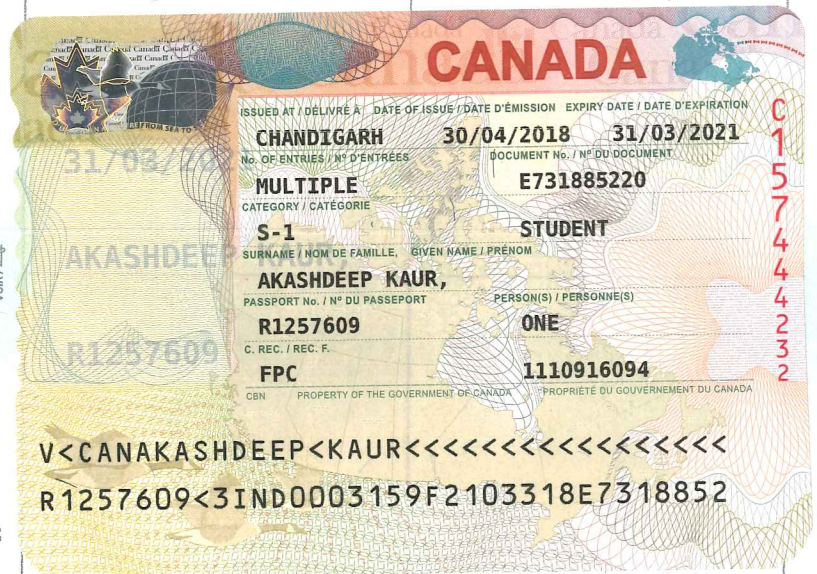 CANADA
ISSUED AT / DÉLIVRÉ À DATE OF ISSUE / DATE D'ÉMISSION EXPIRY DATE / DATE D'EXPIRATION
CHANDIGARH 30/04/2018 31/03/2021
No. OF ENTRIES / Nº D'ENTRÉES DOCUMENT No. / Nº DU DOCUMENT
MULTIPLE E731885220
CATEGORY / CATÉGORIE
S-1 STUDENT
SURNAME / NOM DE FAMILLE, GIVEN NAME / PRÉNOM
AKASHDEEP KAUR,
PASSPORT No. / Nº DU PASSEPORT PERSON(S) / PERSONNE(S)
R1257609 ONE
C. REC. / REC. F.
FPC 1110916094
CBN PROPERTY OF THE GOVERNMENT OF CANADA PROPRIÉTÉ DU GOUVERNEMENT DU CANADA
C157444232
31/03/2021
AKASHDEEP KAUR,
R1257609
V<CANAKASHDEEP<KAUR<<<<<<<<<<<<<<<<<
R1257609<3IND0003159F2103318E7318852